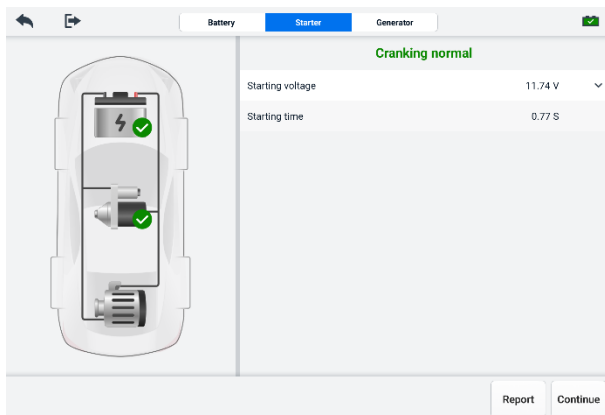 Battery Starter Generator
Cranking normal
Starting voltage 11.74 V
Starting time 0.77 S
Report Continue